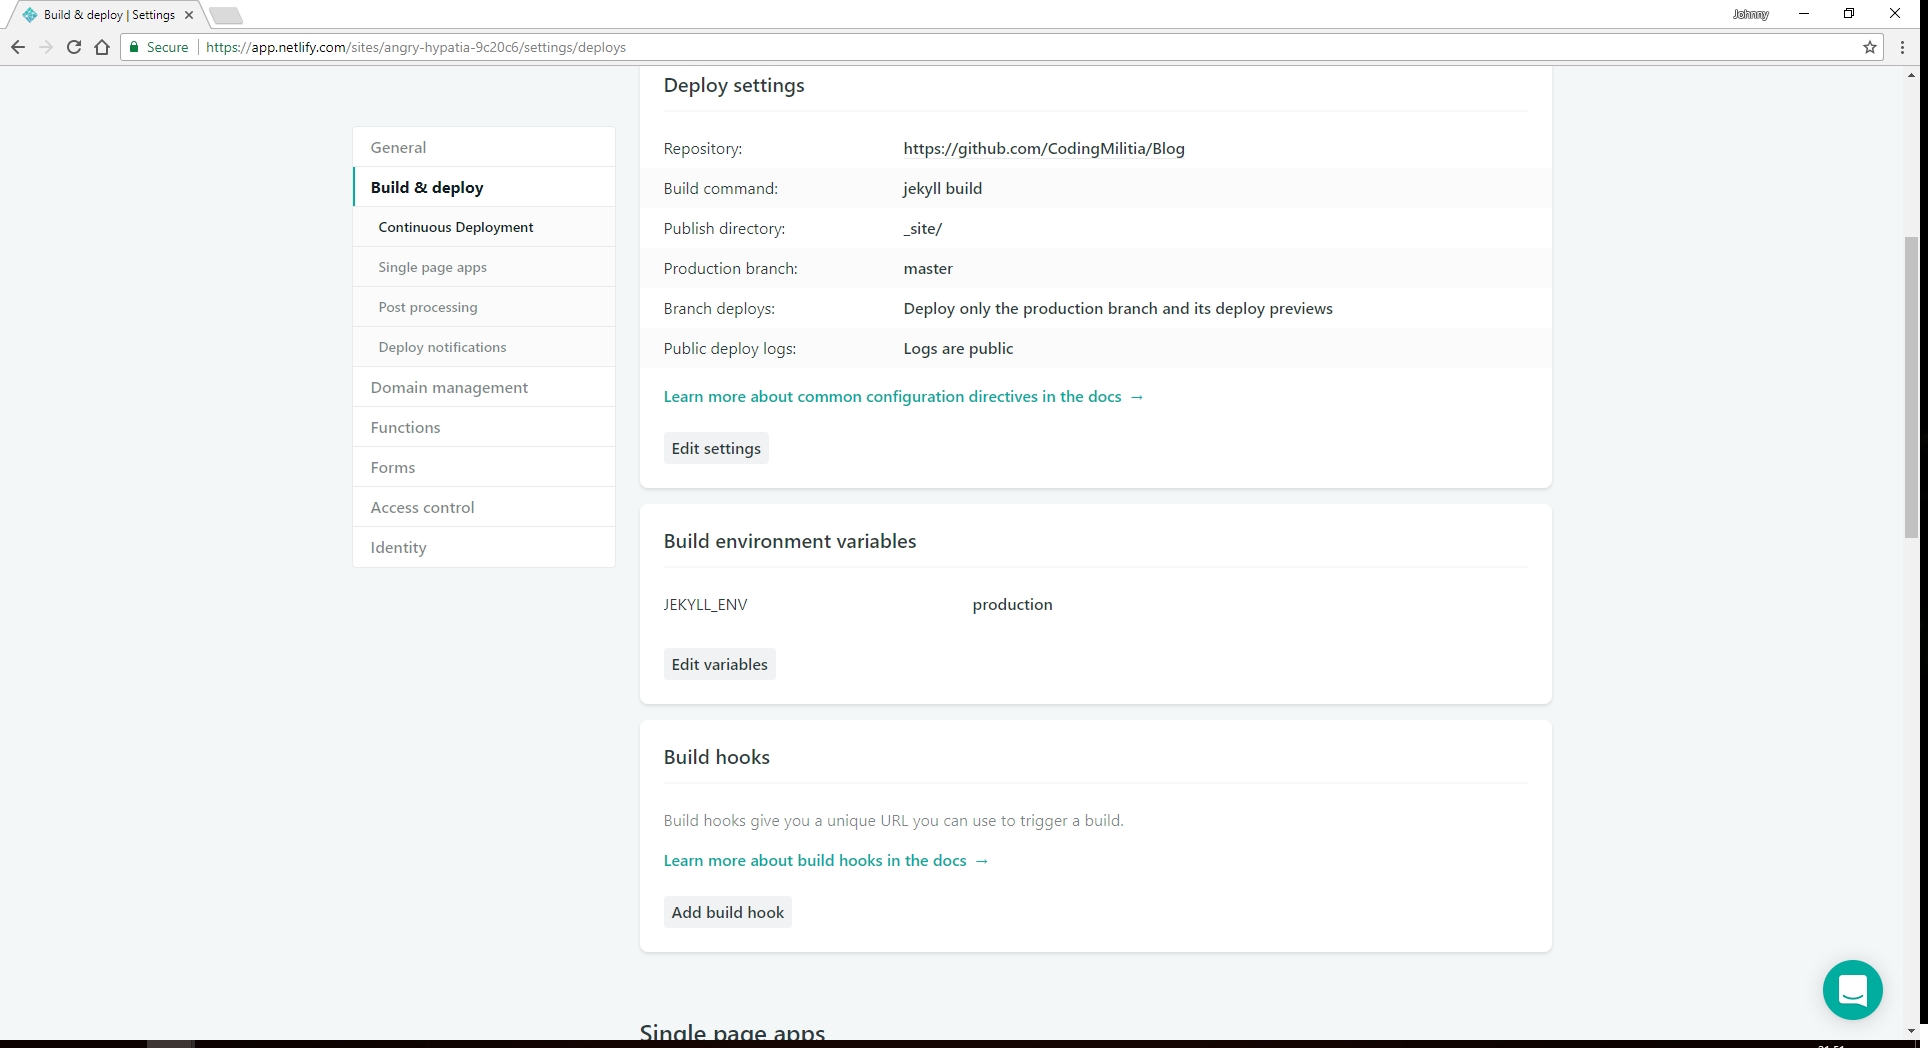 Build & deploy | Settings
Johnny
Secure
https://app.netlify.com/sites/angry-hypatia-9c20c6/settings/deploys
General
Build & deploy
Continuous Deployment
Single page apps
Post processing
Deploy notifications
Domain management
Functions
Forms
Access control
Identity
Deploy settings
Repository: https://github.com/CodingMilitia/Blog
Build command: jekyll build
Publish directory: _site/
Production branch: master
Branch deploys: Deploy only the production branch and its deploy previews
Public deploy logs: Logs are public
Learn more about common configuration directives in the docs →
Edit settings
Build environment variables
JEKYLL_ENV production
Edit variables
Build hooks
Build hooks give you a unique URL you can use to trigger a build.
Learn more about build hooks in the docs →
Add build hook
Single page apps